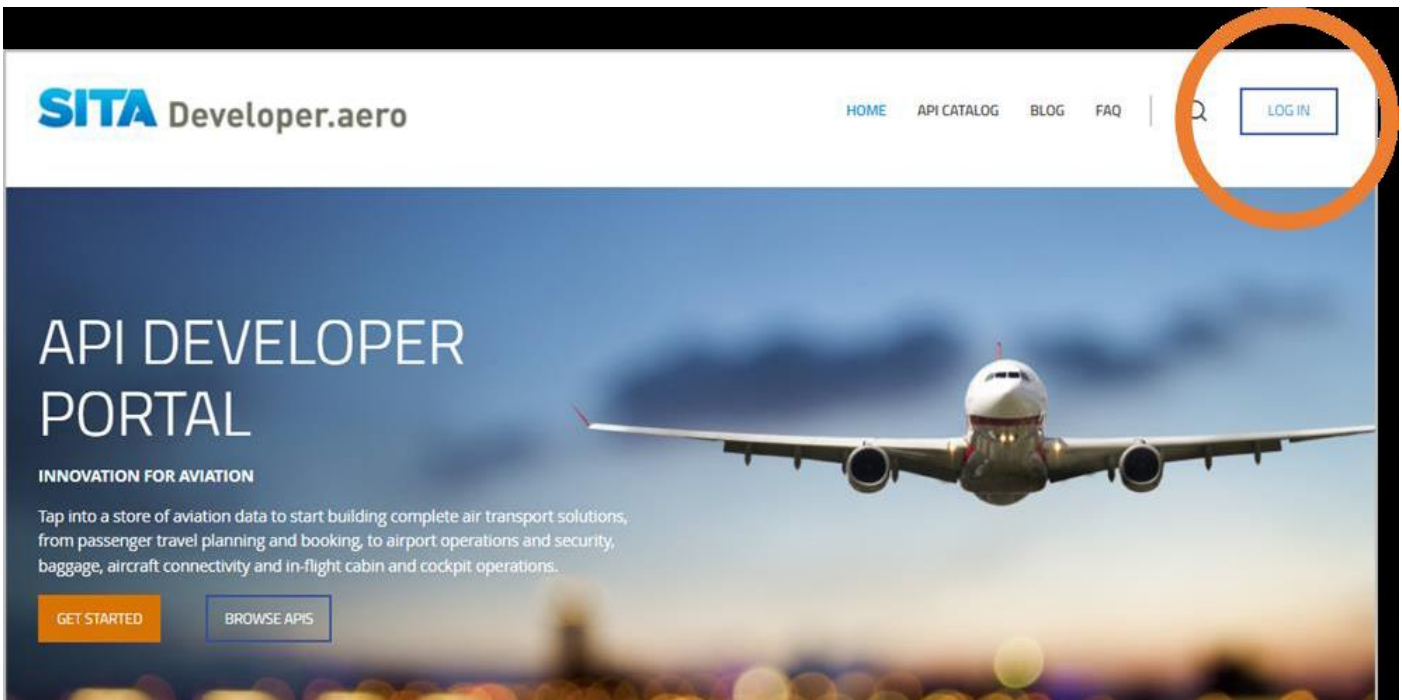 SITA Developer.aero
HOME API CATALOG BLOG FAQ LOG IN
API DEVELOPER
PORTAL
INNOVATION FOR AVIATION
Tap into a store of aviation data to start building complete air transport solutions,
from passenger travel planning and booking, to airport operations and security,
baggage, aircraft connectivity and in-flight cabin and cockpit operations.
GET STARTED BROWSE APIS